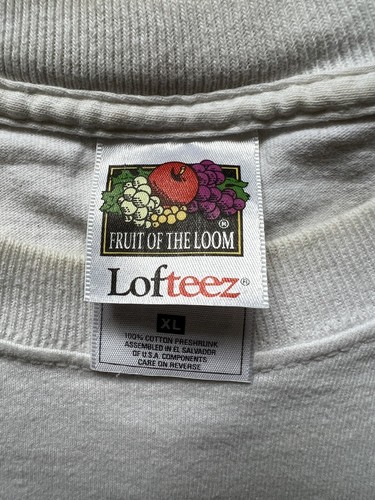 FRUIT OF THE LOOM ®
Lofteez ®
XL
100% COTTON PRESHRUNK
ASSEMBLED IN EL SALVADOR
OF U.S.A. COMPONENTS
CARE ON REVERSE